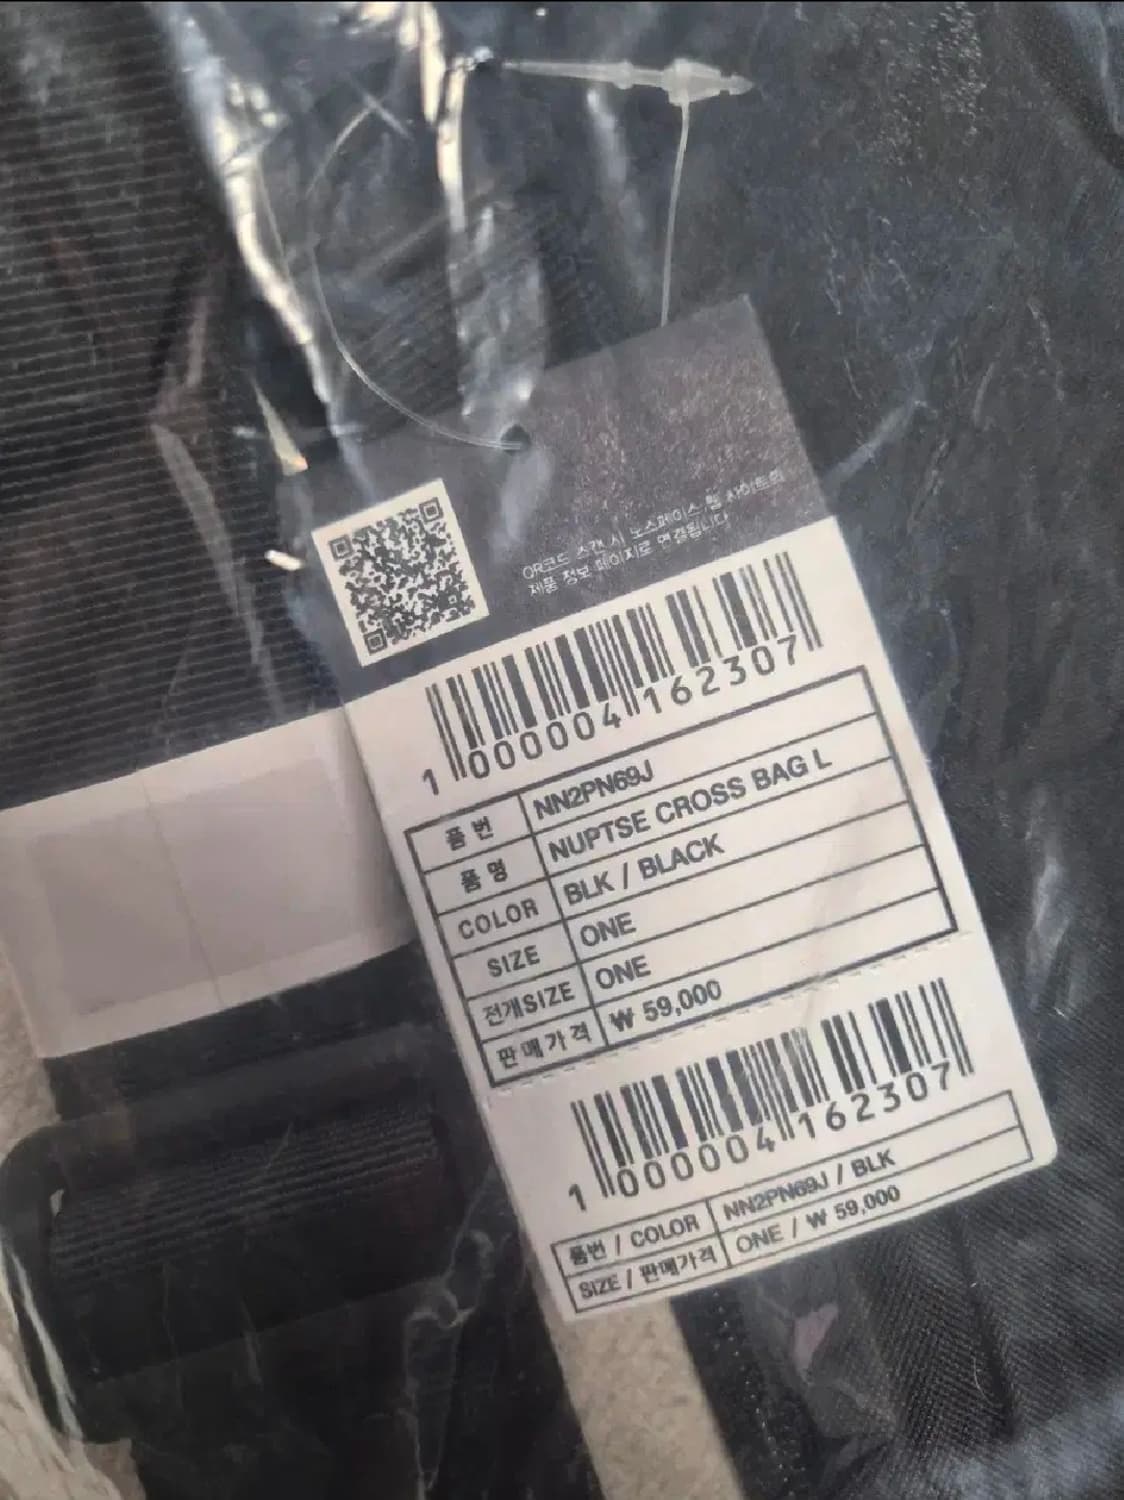 QR코드 스캔 시 노스페이스 웹 사이트의
제품 정보 페이지로 연결됩니다
1 000004 162307
품 번 NN2PN69J
품 명 NUPTSE CROSS BAG L
COLOR BLK / BLACK
SIZE ONE
전개SIZE ONE
판매가격 ₩ 59,000
1 000004 162307
품번 / COLOR NN2PN69J / BLK
SIZE / 판매가격 ONE / ₩ 59,000